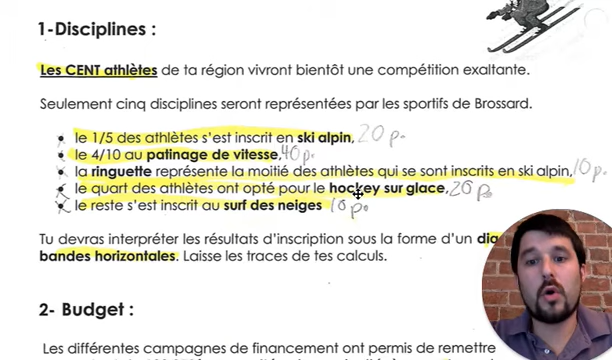 1-Disciplines :
Les CENT athlètes de ta région vivront bientôt une compétition exaltante.
Seulement cinq disciplines seront représentées par les sportifs de Brossard.
le 1/5 des athlètes s'est inscrit en ski alpin, 20 p.
le 4/10 au patinage de vitesse, 40 p.
la ringuette représente la moitié des athlètes qui se sont inscrits en ski alpin, 10 p.
le quart des athlètes ont opté pour le hockey sur glace, 20 p.
le reste s'est inscrit au surf des neiges 10 p.
Tu devras interpréter les résultats d'inscription sous la forme d'un
bandes horizontales. Laisse les traces de tes calculs.
2- Budget :
Les différentes campagnes de financement ont permis de remettre